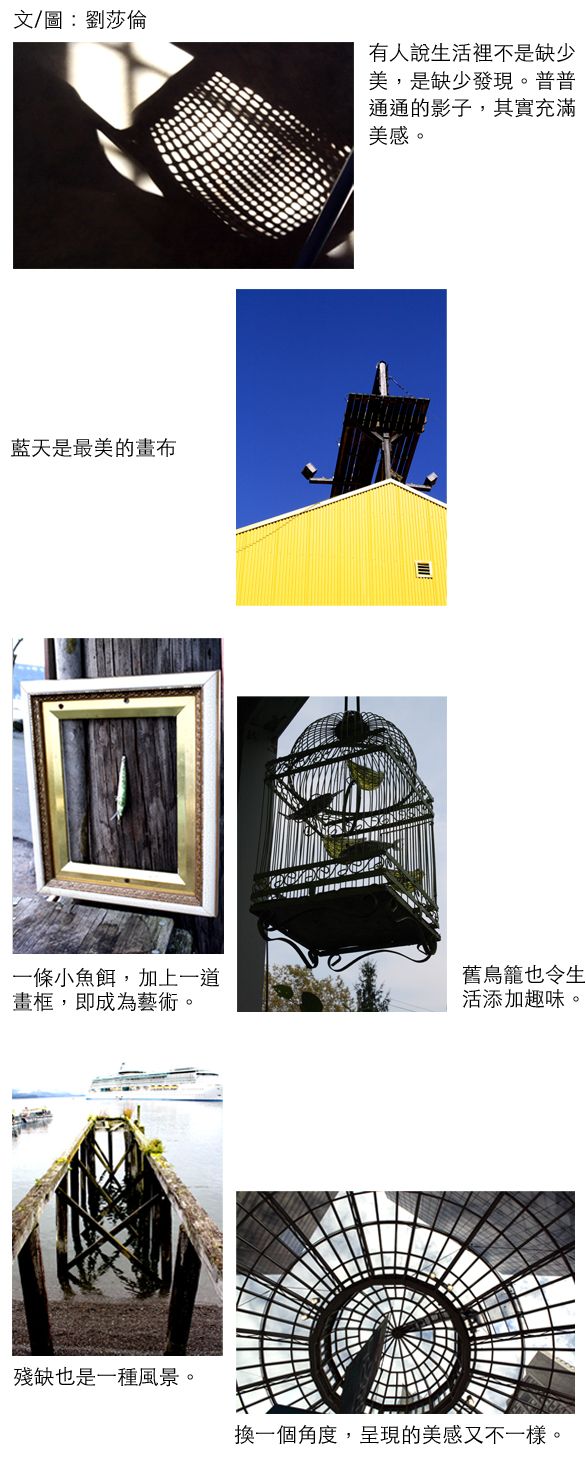 文/圖：劉莎倫
有人說生活裡不是缺少
美，是缺少發現。普普
通通的影子，其實充滿
美感。
藍天是最美的畫布
一條小魚餌，加上一道
畫框，即成為藝術。
舊鳥籠也令生
活添加趣味。
殘缺也是一種風景。
換一個角度，呈現的美感又不一樣。